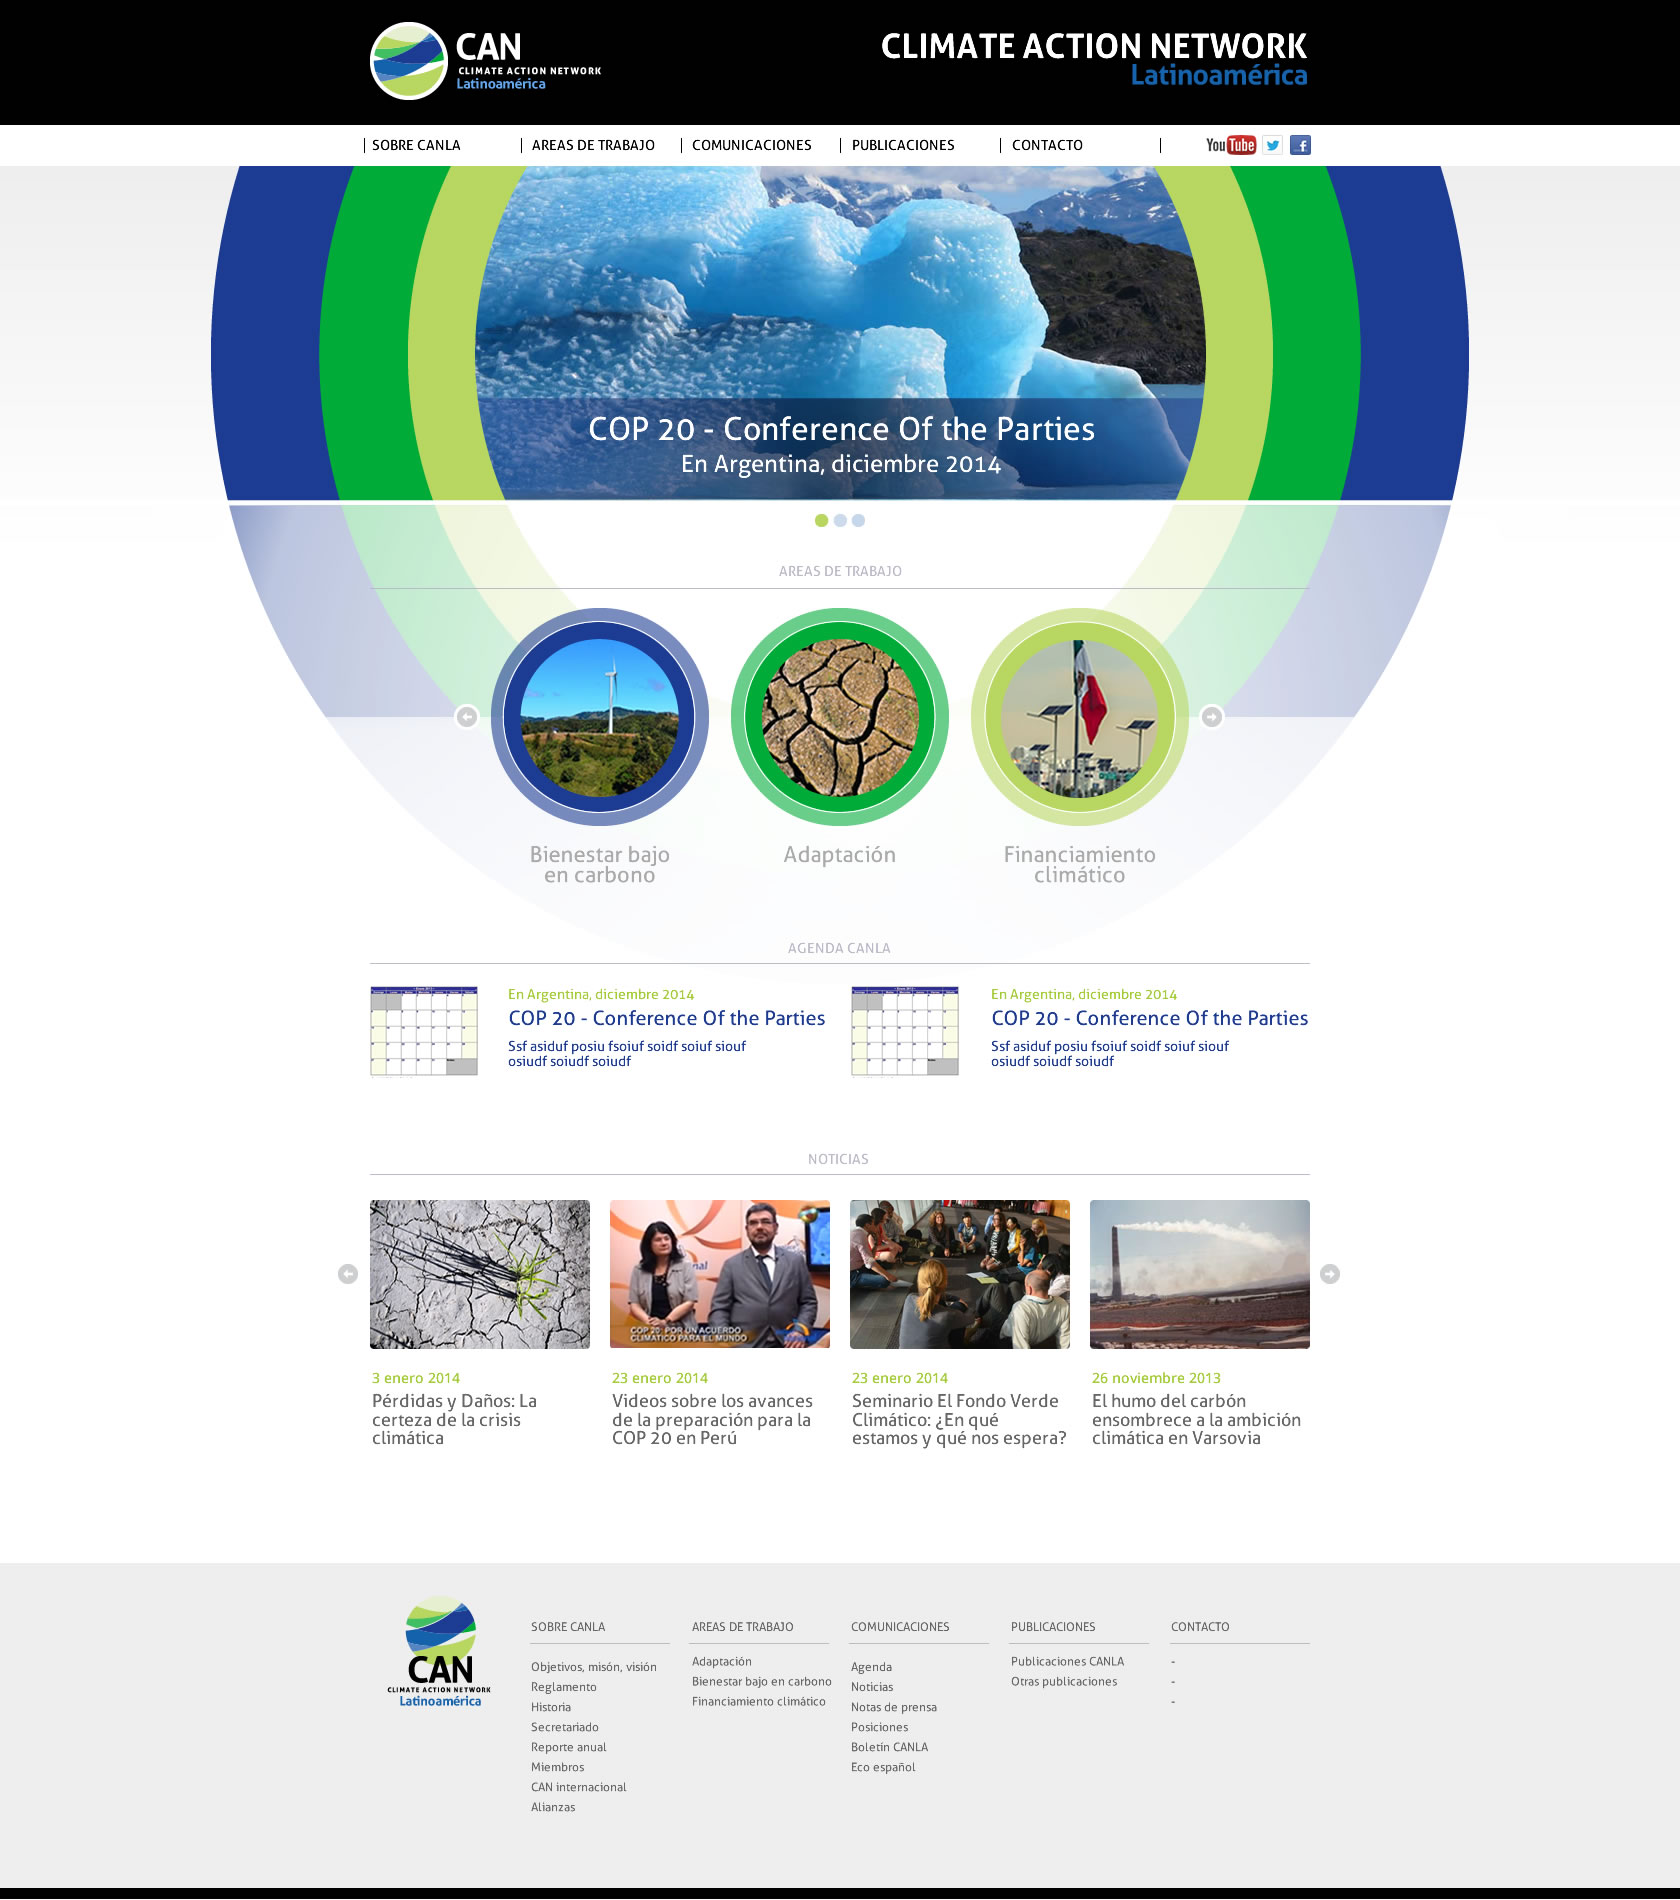 CAN
CLIMATE ACTION NETWORK
Latinoamérica
CLIMATE ACTION NETWORK
Latinoamérica
SOBRE CANLA
AREAS DE TRABAJO
COMUNICACIONES
PUBLICACIONES
CONTACTO
YouTube
COP 20 - Conference Of the Parties
En Argentina, diciembre 2014
AREAS DE TRABAJO
Bienestar bajo
en carbono
Adaptación
Financiamiento
climático
AGENDA CANLA
En Argentina, diciembre 2014
COP 20 - Conference Of the Parties
Ssf asiduf posiu fsoiuf soidf soiuf siouf
osiudf soiudf soiudf
En Argentina, diciembre 2014
COP 20 - Conference Of the Parties
Ssf asiduf posiu fsoiuf soidf soiuf siouf
osiudf soiudf soiudf
NOTICIAS
COP 20: POR UN ACUERDO
CLIMATICO PARA EL MUNDO
3 enero 2014
Pérdidas y Daños: La
certeza de la crisis
climática
23 enero 2014
Videos sobre los avances
de la preparación para la
COP 20 en Perú
23 enero 2014
Seminario El Fondo Verde
Climático: ¿En qué
estamos y qué nos espera?
26 noviembre 2013
El humo del carbón
ensombrece a la ambición
climática en Varsovia
CAN
CLIMATE ACTION NETWORK
Latinoamérica
SOBRE CANLA
Objetivos, misón, visión
Reglamento
Historia
Secretariado
Reporte anual
Miembros
CAN internacional
Alianzas
AREAS DE TRABAJO
Adaptación
Bienestar bajo en carbono
Financiamiento climático
COMUNICACIONES
Agenda
Noticias
Notas de prensa
Posiciones
Boletín CANLA
Eco español
PUBLICACIONES
Publicaciones CANLA
Otras publicaciones
CONTACTO
-
-
-